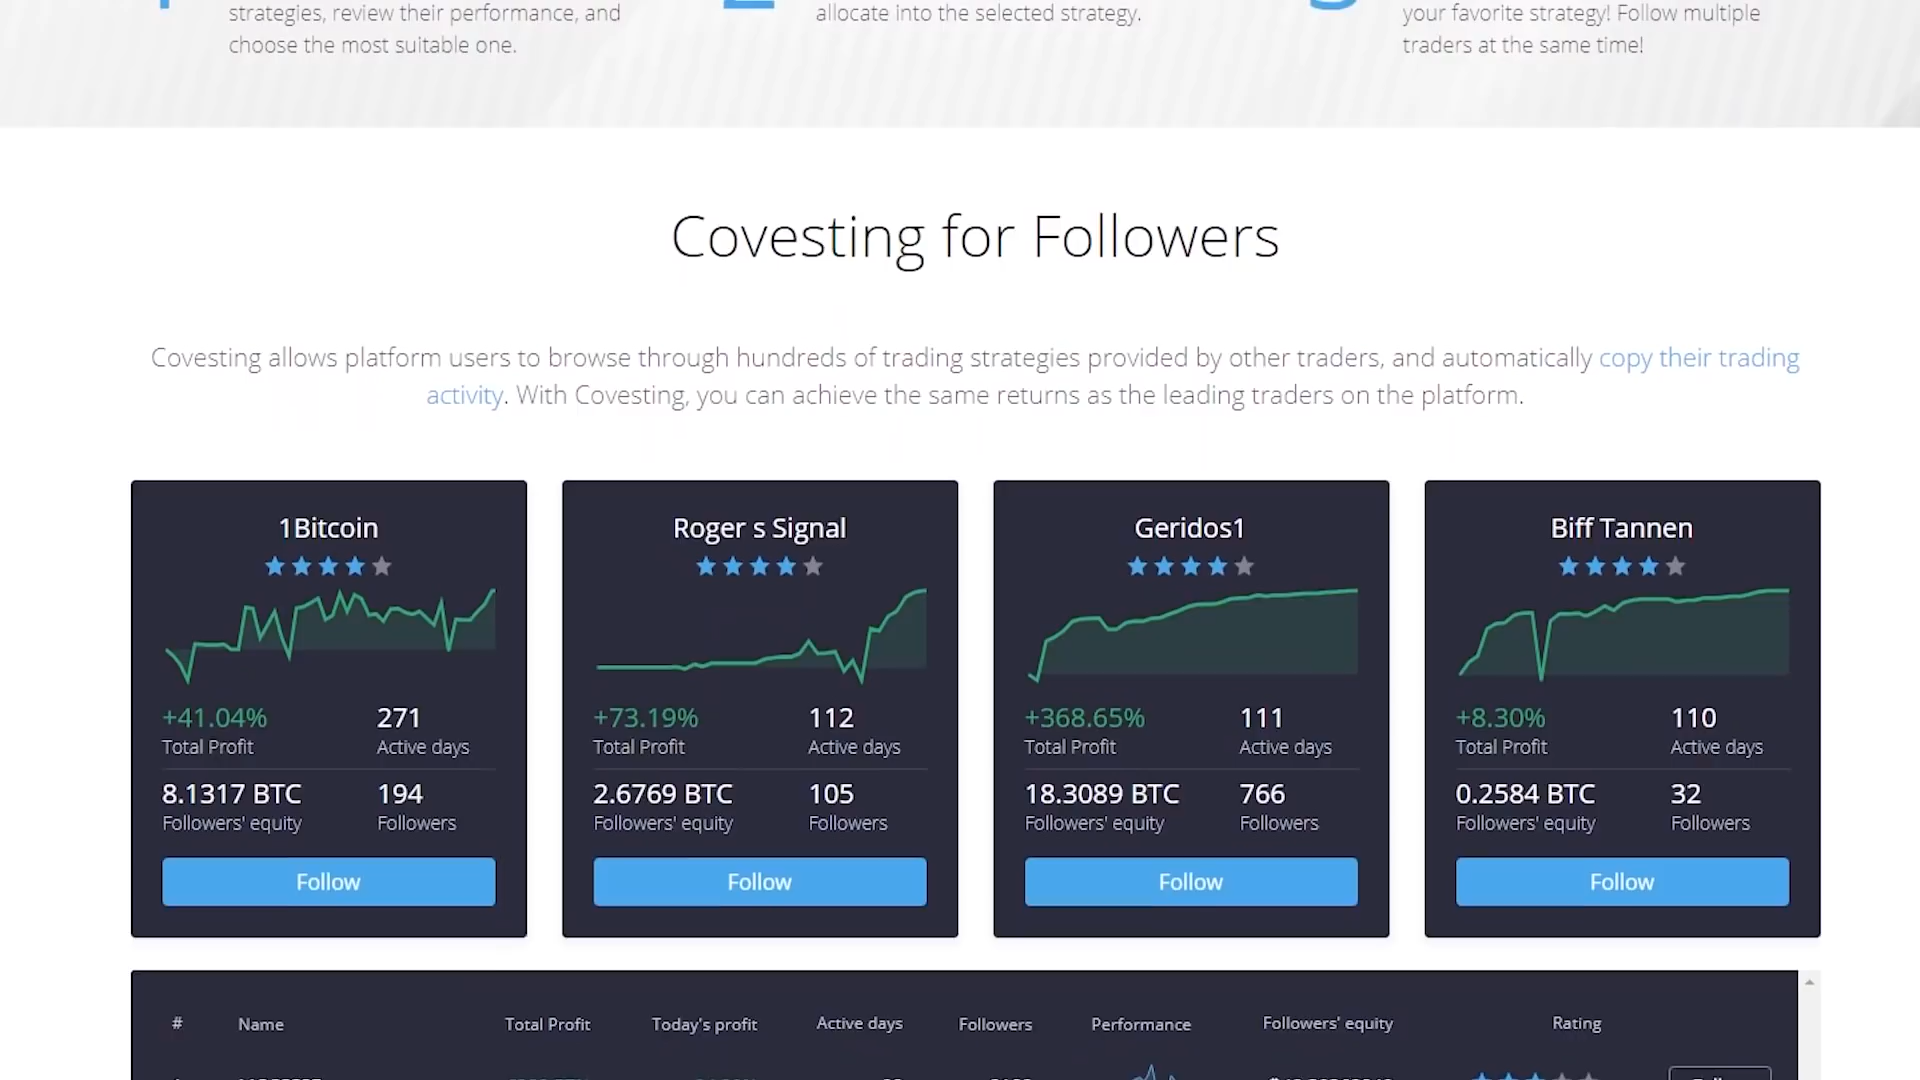 strategies, review their performance, and
choose the most suitable one.
allocate into the selected strategy.
your favorite strategy! Follow multiple
traders at the same time!
Covesting for Followers
Covesting allows platform users to browse through hundreds of trading strategies provided by other traders, and automatically copy their trading
activity. With Covesting, you can achieve the same returns as the leading traders on the platform.
1Bitcoin
+41.04% 271
Total Profit Active days
8.1317 BTC 194
Followers' equity Followers
Follow
Roger s Signal
+73.19% 112
Total Profit Active days
2.6769 BTC 105
Followers' equity Followers
Follow
Geridos1
+368.65% 111
Total Profit Active days
18.3089 BTC 766
Followers' equity Followers
Follow
Biff Tannen
+8.30% 110
Total Profit Active days
0.2584 BTC 32
Followers' equity Followers
Follow
# Name Total Profit Today's profit Active days Followers Performance Followers' equity Rating